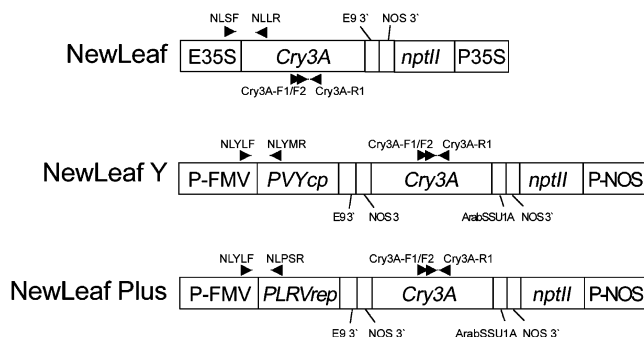 NLSF NLLR E9 3` NOS 3`
NewLeaf E35S Cry3A nptII P35S
Cry3A-F1/F2 Cry3A-R1
NLYLF NLYMR Cry3A-F1/F2 Cry3A-R1
NewLeaf Y P-FMV PVYcp Cry3A nptII P-NOS
E9 3` NOS 3 ArabSSU1A NOS 3`
NLYLF NLPSR Cry3A-F1/F2 Cry3A-R1
NewLeaf Plus P-FMV PLRVrep Cry3A nptII P-NOS
E9 3` NOS 3` ArabSSU1A NOS 3`